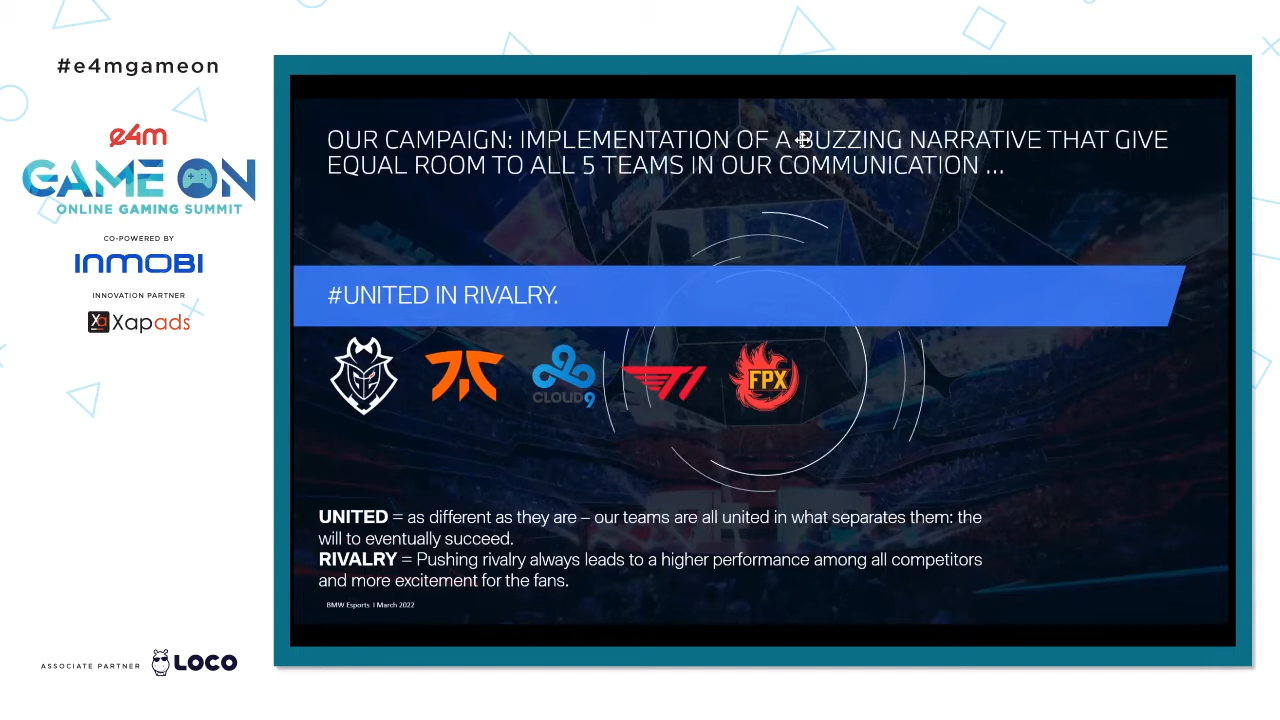 #e4mgameon
e4m
GAME ON
ONLINE GAMING SUMMIT
CO-POWERED BY
INMOBI
INNOVATION PARTNER
Xa Xapads
ASSOCIATE PARTNER LOCO
OUR CAMPAIGN: IMPLEMENTATION OF A BUZZING NARRATIVE THAT GIVE
EQUAL ROOM TO ALL 5 TEAMS IN OUR COMMUNICATION ...
#UNITED IN RIVALRY.
CLOUD9
T1
FPX
UNITED = as different as they are – our teams are all united in what separates them: the
will to eventually succeed.
RIVALRY = Pushing rivalry always leads to a higher performance among all competitors
and more excitement for the fans.
BMW Esports I March 2022